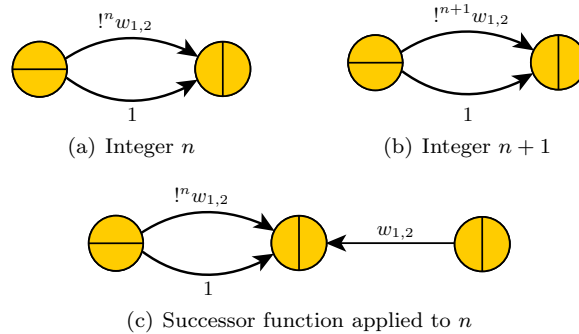 !ⁿw₁,₂
1
(a) Integer n
!ⁿ⁺¹w₁,₂
1
(b) Integer n + 1
!ⁿw₁,₂
1
w₁,₂
(c) Successor function applied to n